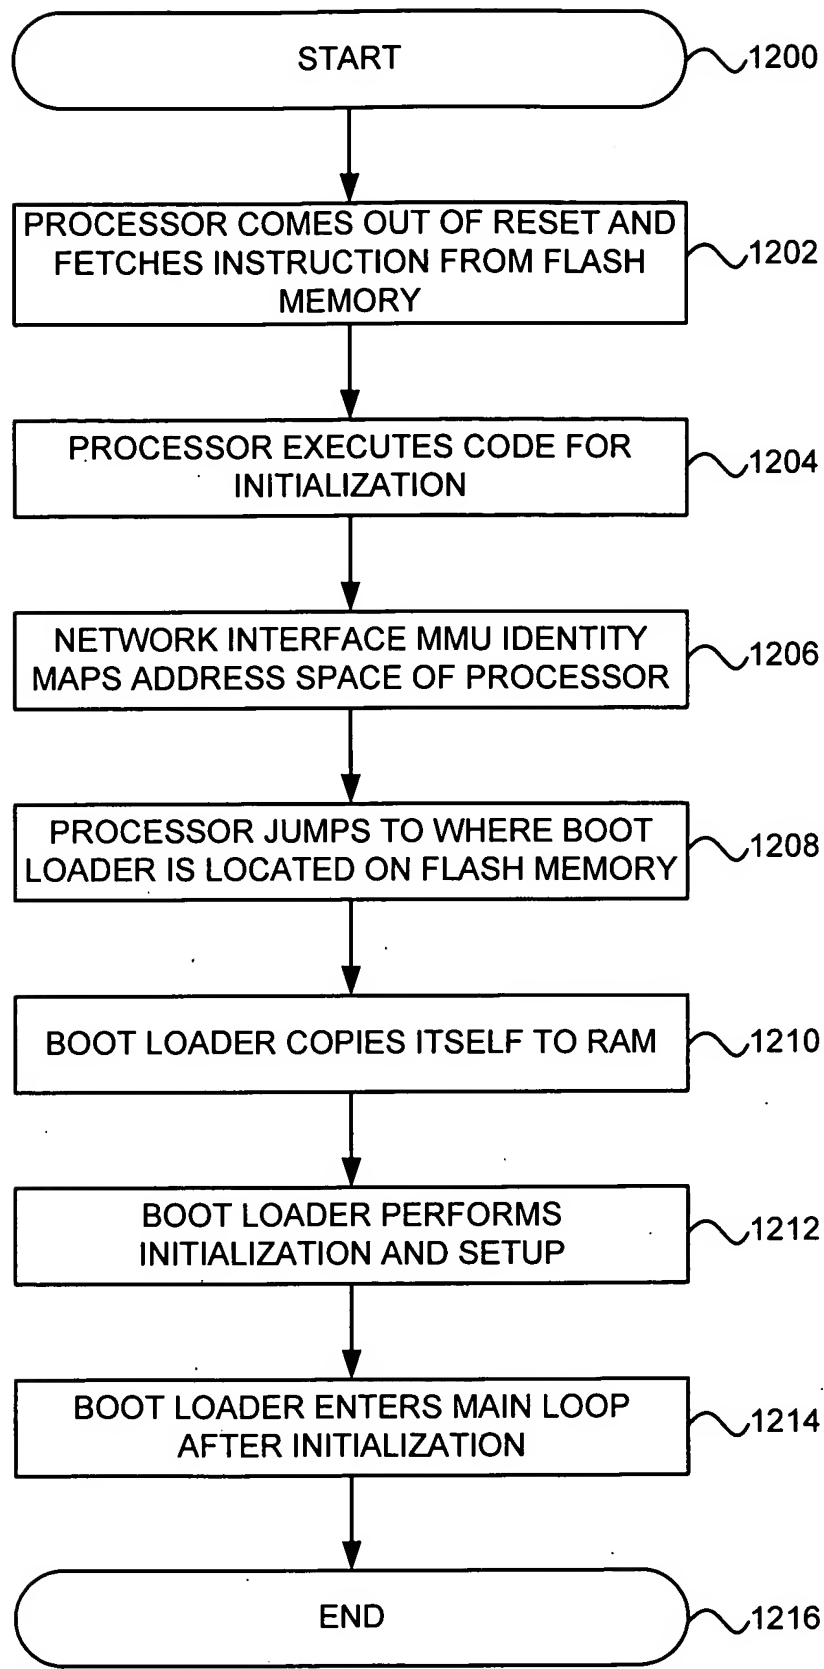 START
1200
PROCESSOR COMES OUT OF RESET AND
FETCHES INSTRUCTION FROM FLASH
MEMORY
1202
PROCESSOR EXECUTES CODE FOR
INITIALIZATION
1204
NETWORK INTERFACE MMU IDENTITY
MAPS ADDRESS SPACE OF PROCESSOR
1206
PROCESSOR JUMPS TO WHERE BOOT
LOADER IS LOCATED ON FLASH MEMORY
1208
BOOT LOADER COPIES ITSELF TO RAM
1210
BOOT LOADER PERFORMS
INITIALIZATION AND SETUP
1212
BOOT LOADER ENTERS MAIN LOOP
AFTER INITIALIZATION
1214
END
1216